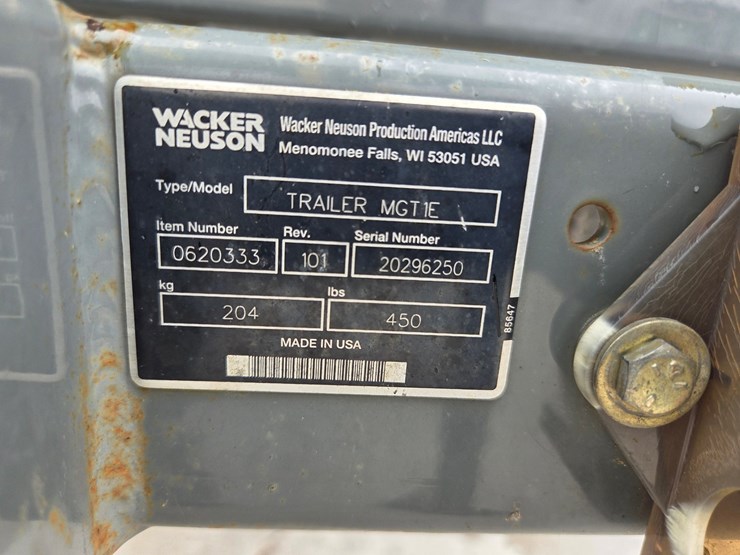 WACKER NEUSON
Wacker Neuson Production Americas LLC
Menomonee Falls, WI 53051 USA
Type/Model TRAILER MGT1E
Item Number Rev. Serial Number
0620333 101 20296250
kg lbs
204 450
85647
MADE IN USA